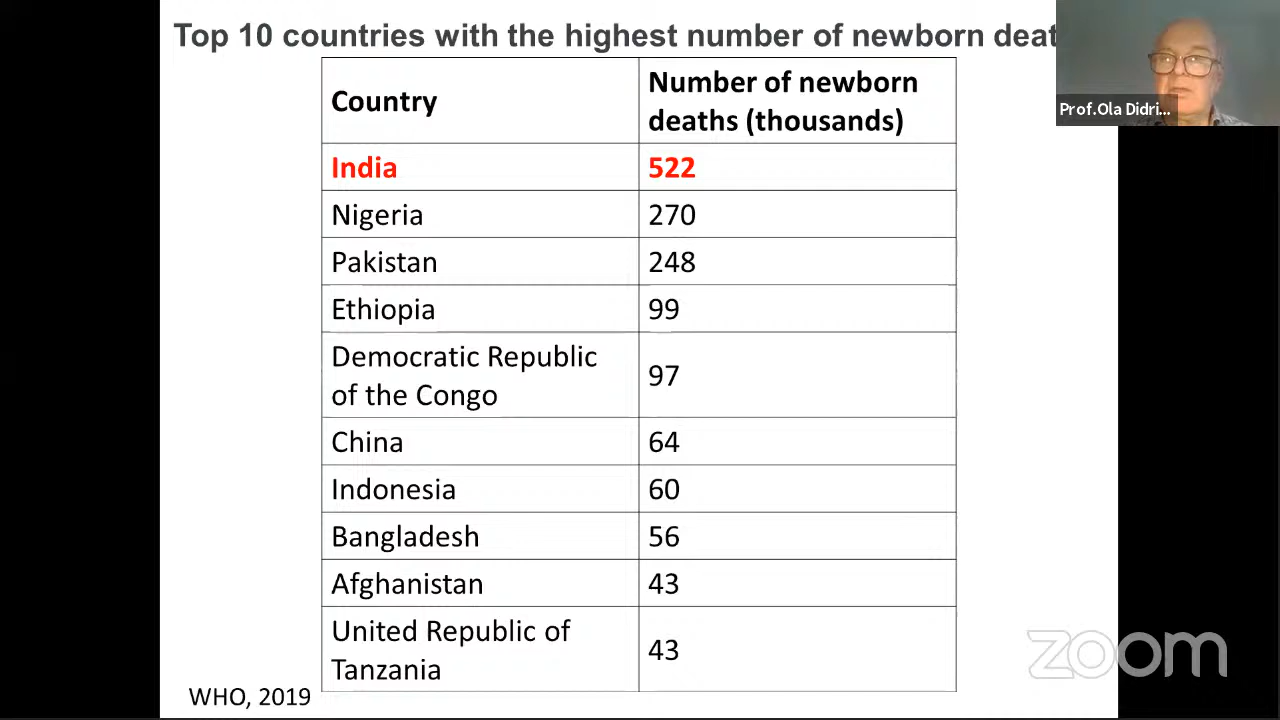 Top 10 countries with the highest number of newborn deat
Prof.Ola Didri...
Country
Number of newborn
deaths (thousands)
India
522
Nigeria
270
Pakistan
248
Ethiopia
99
Democratic Republic
of the Congo
97
China
64
Indonesia
60
Bangladesh
56
Afghanistan
43
United Republic of
Tanzania
43
WHO, 2019
zoom